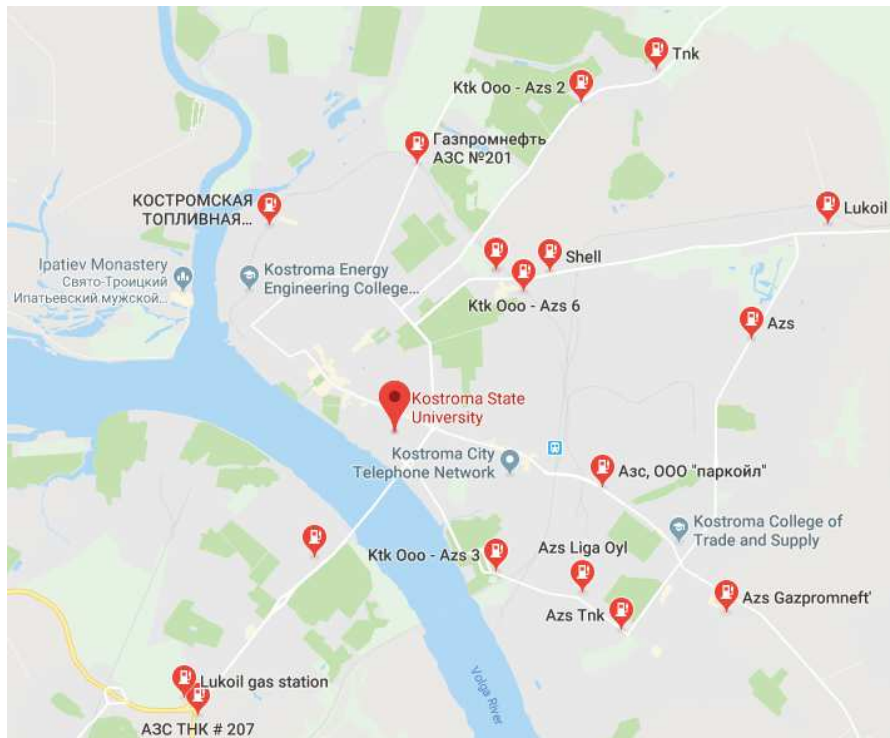 Tnk
Ktk Ooo - Azs 2
Газпромнефть
АЗС №201
КОСТРОМСКАЯ
ТОПЛИВНАЯ...
Lukoil
Ipatiev Monastery
Свято-Троицкий
Ипатьевский мужской...
Kostroma Energy
Engineering College...
Shell
Ktk Ooo - Azs 6
Azs
Kostroma State
University
Kostroma City
Telephone Network
Азс, ООО "паркойл"
Kostroma College of
Trade and Supply
Ktk Ooo - Azs 3
Azs Liga Oyl
Azs Gazpromneft'
Azs Tnk
Volga River
Lukoil gas station
АЗС ТНК # 207